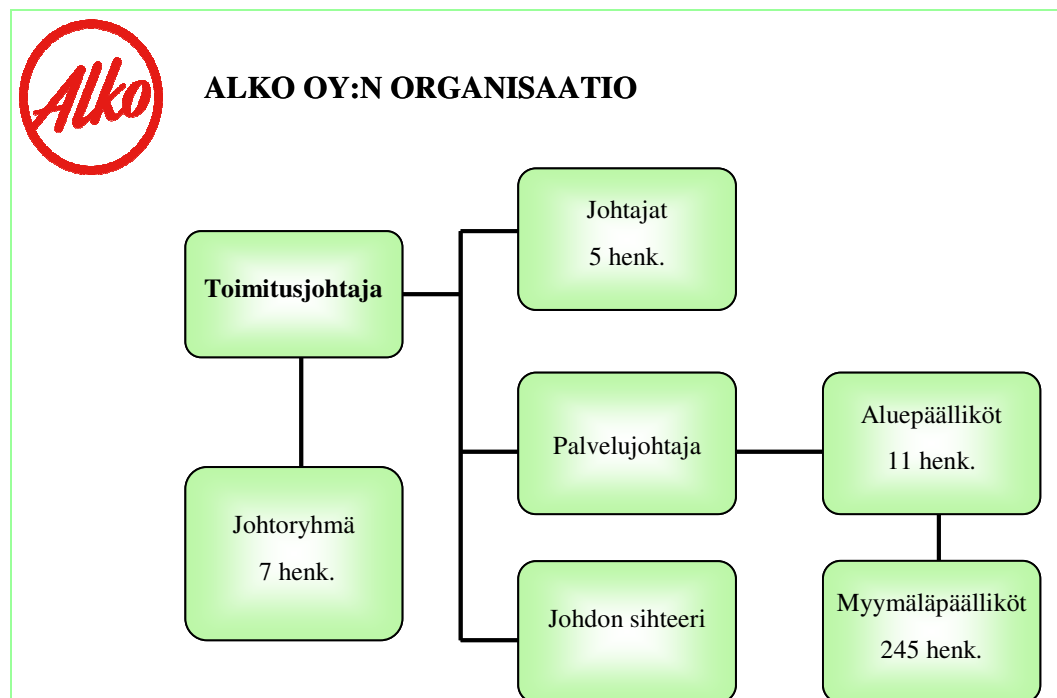 Alko
ALKO OY:N ORGANISAATIO
Johtajat
5 henk.
Toimitusjohtaja
Palvelujohtaja
Aluepäälliköt
11 henk.
Johtoryhmä
7 henk.
Johdon sihteeri
Myymäläpäälliköt
245 henk.